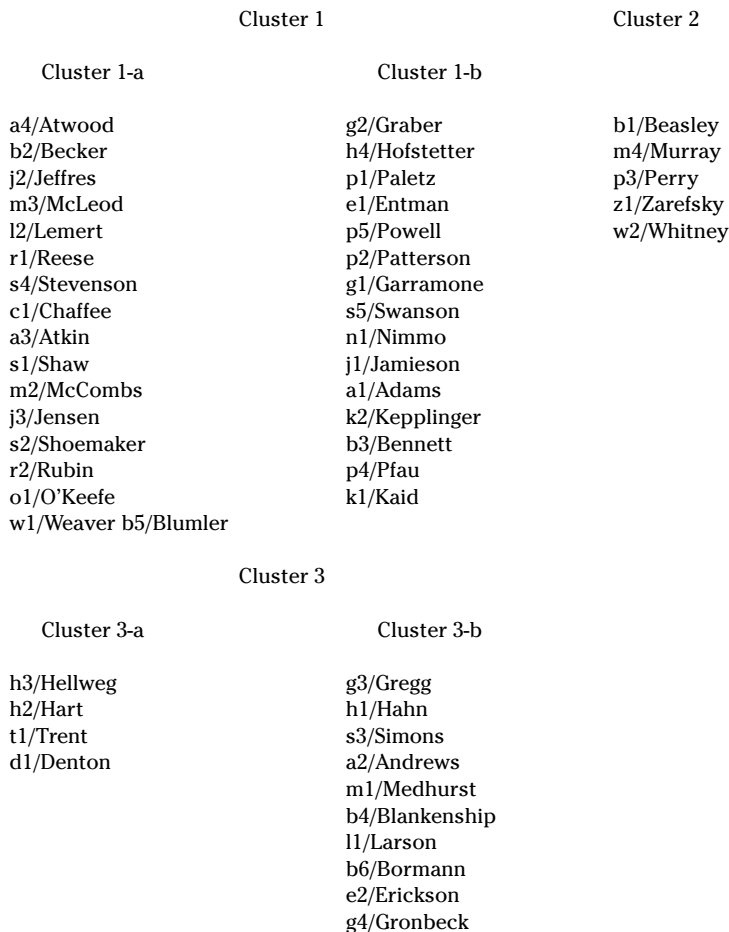 Cluster 1 Cluster 2
Cluster 1-a Cluster 1-b
a4/Atwood g2/Graber b1/Beasley
b2/Becker h4/Hofstetter m4/Murray
j2/Jeffres p1/Paletz p3/Perry
m3/McLeod e1/Entman z1/Zarefsky
l2/Lemert p5/Powell w2/Whitney
r1/Reese p2/Patterson
s4/Stevenson g1/Garramone
c1/Chaffee s5/Swanson
a3/Atkin n1/Nimmo
s1/Shaw j1/Jamieson
m2/McCombs a1/Adams
j3/Jensen k2/Kepplinger
s2/Shoemaker b3/Bennett
r2/Rubin p4/Pfau
o1/O'Keefe k1/Kaid
w1/Weaver b5/Blumler
Cluster 3
Cluster 3-a Cluster 3-b
h3/Hellweg g3/Gregg
h2/Hart h1/Hahn
t1/Trent s3/Simons
d1/Denton a2/Andrews
m1/Medhurst
b4/Blankenship
l1/Larson
b6/Bormann
e2/Erickson
g4/Gronbeck